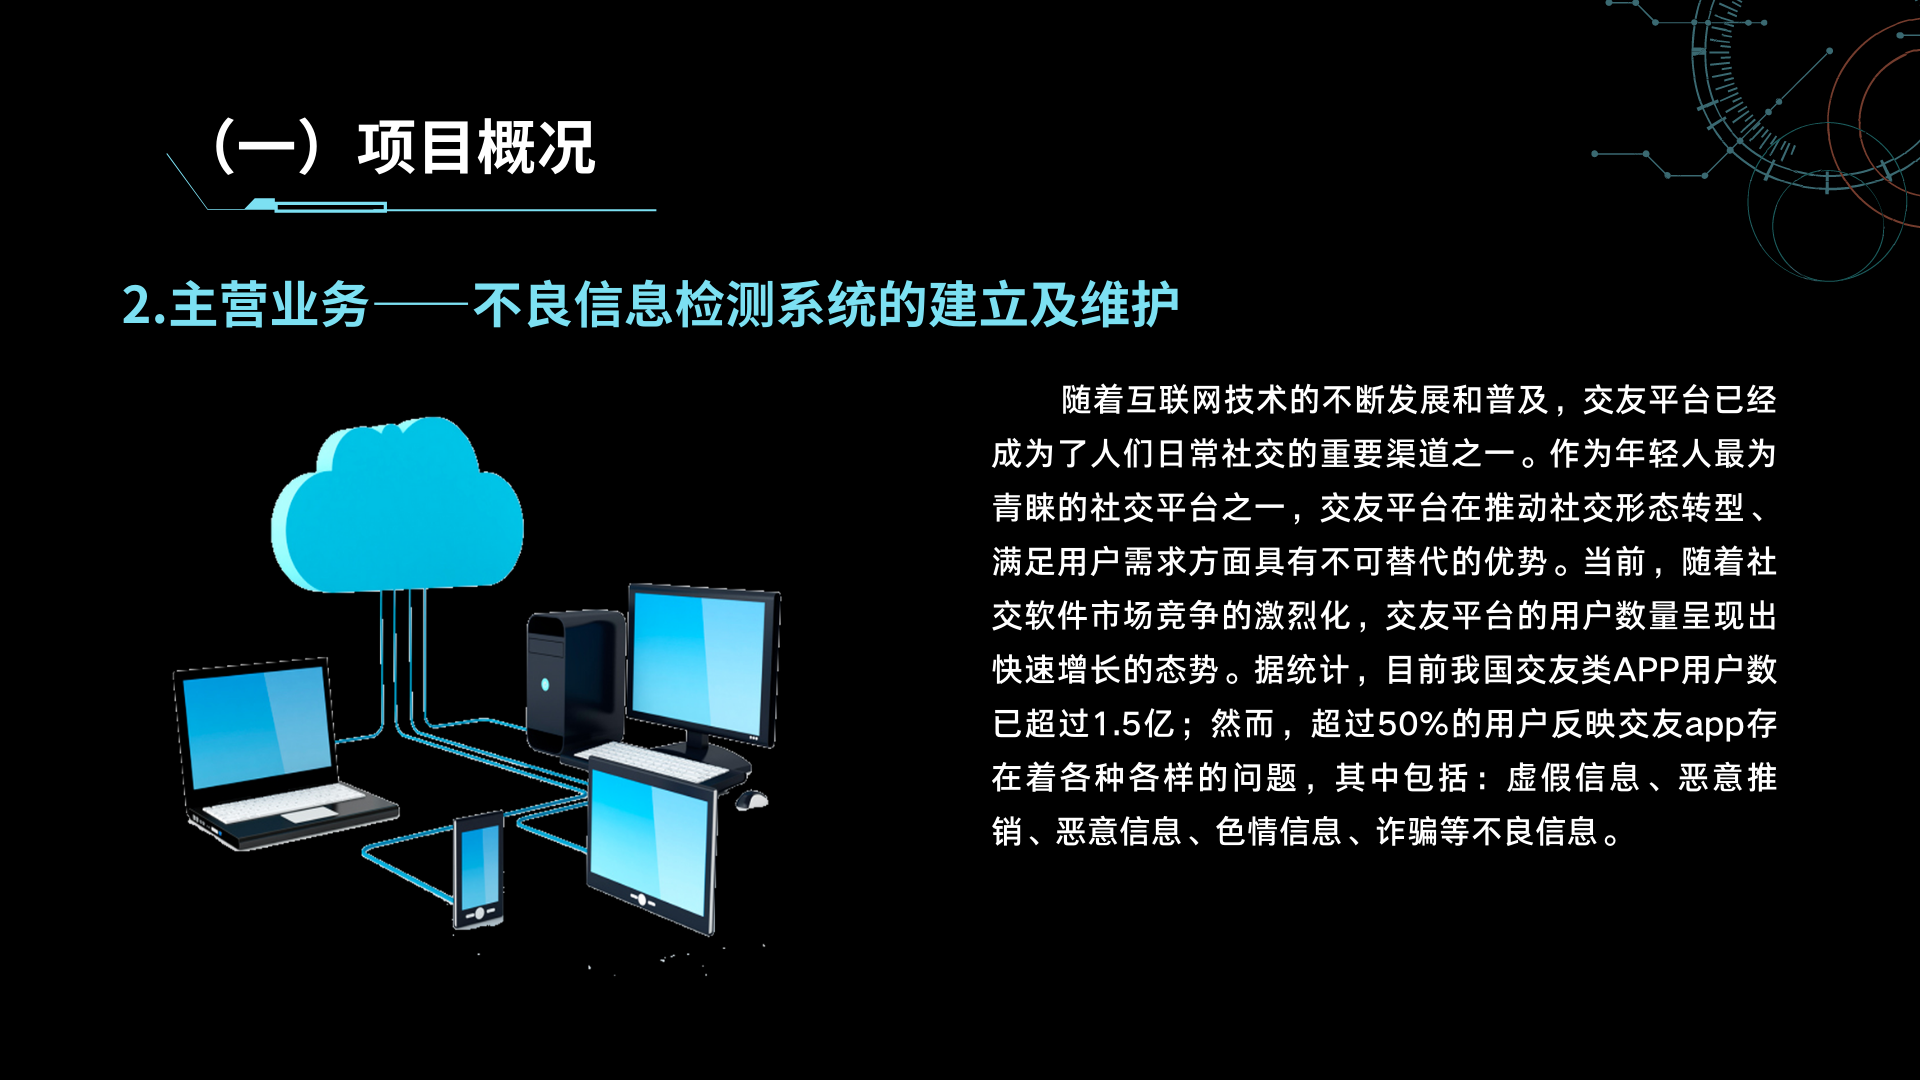 （一）项目概况
2.主营业务——不良信息检测系统的建立及维护
随着互联网技术的不断发展和普及，交友平台已经
成为了人们日常社交的重要渠道之一。作为年轻人最为
青睐的社交平台之一，交友平台在推动社交形态转型、
满足用户需求方面具有不可替代的优势。当前，随着社
交软件市场竞争的激烈化，交友平台的用户数量呈现出
快速增长的态势。据统计，目前我国交友类APP用户数
已超过1.5亿；然而，超过50%的用户反映交友app存
在着各种各样的问题，其中包括：虚假信息、恶意推
销、恶意信息、色情信息、诈骗等不良信息。